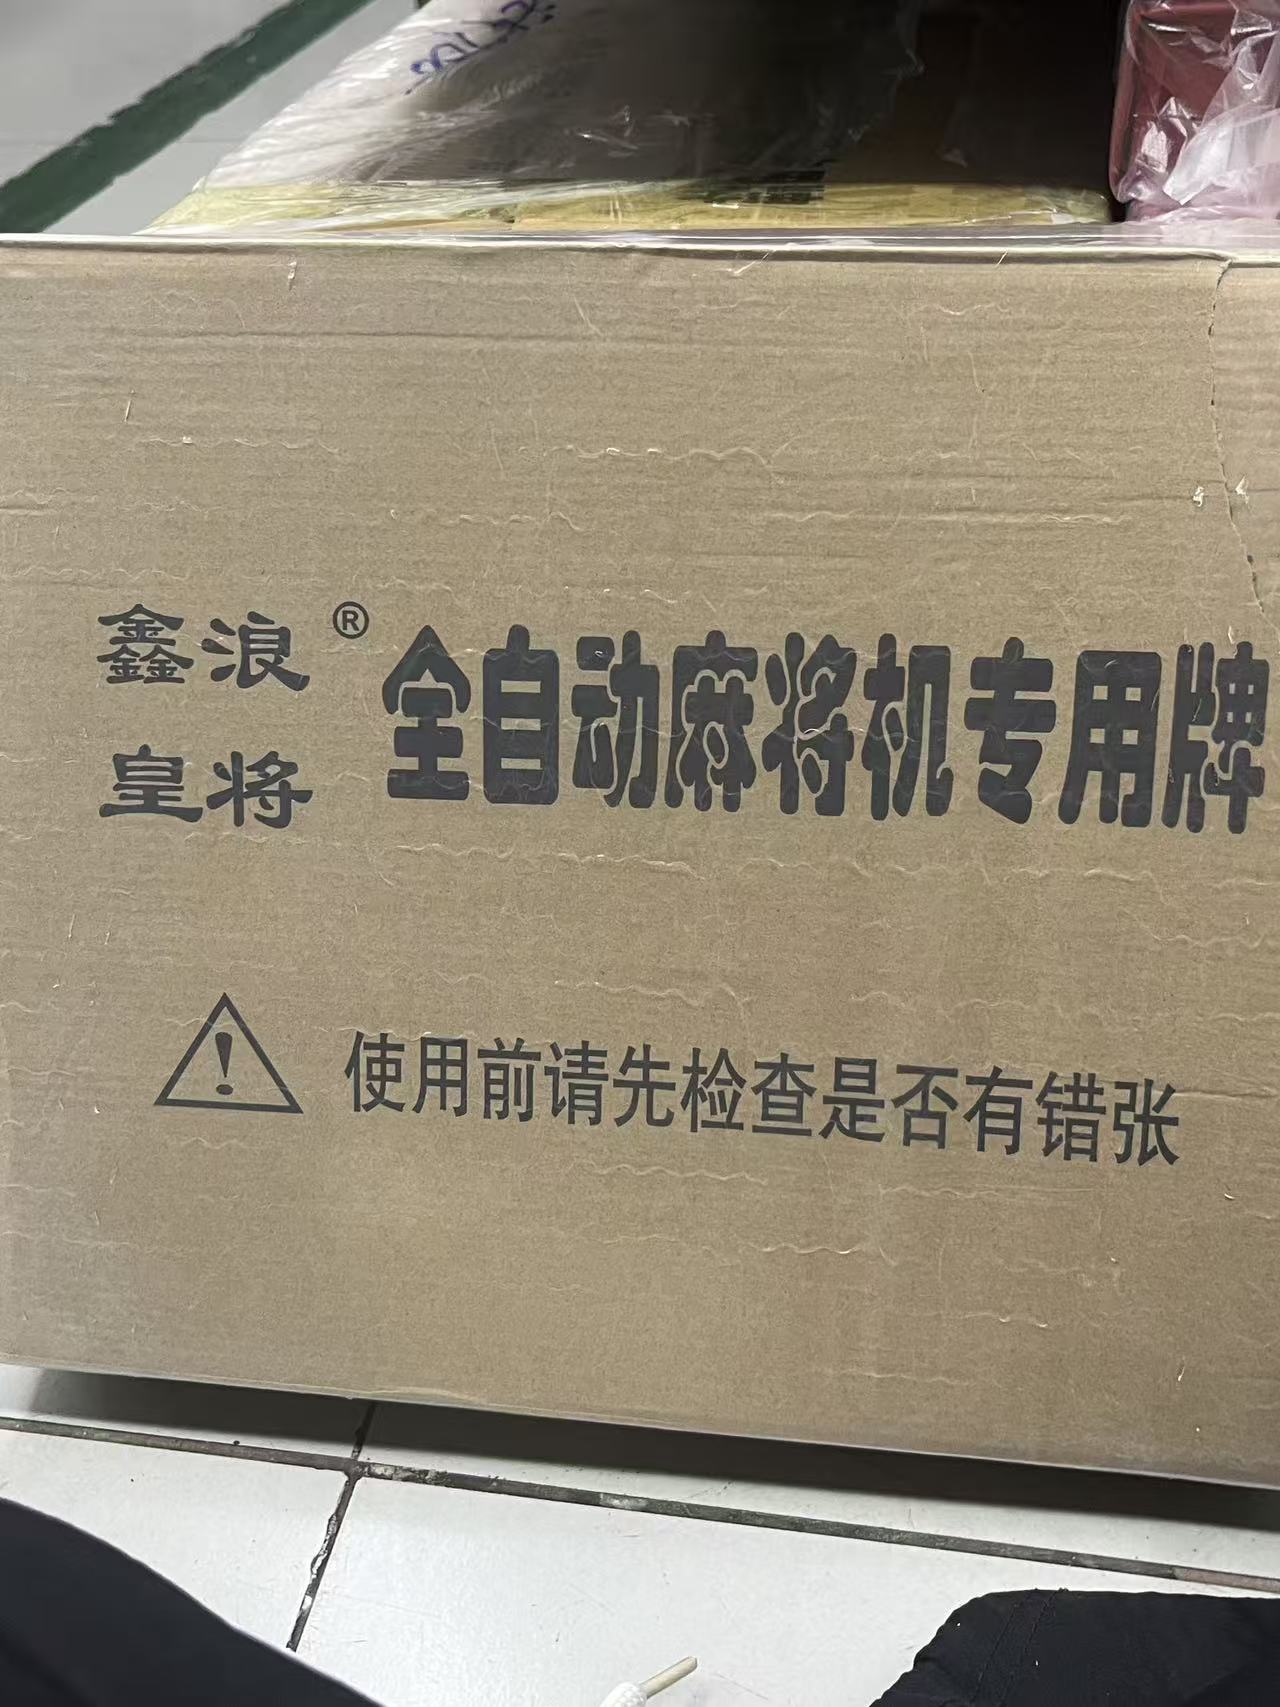 鑫浪®
皇将
全自动麻将机专用牌
使用前请先检查是否有错张